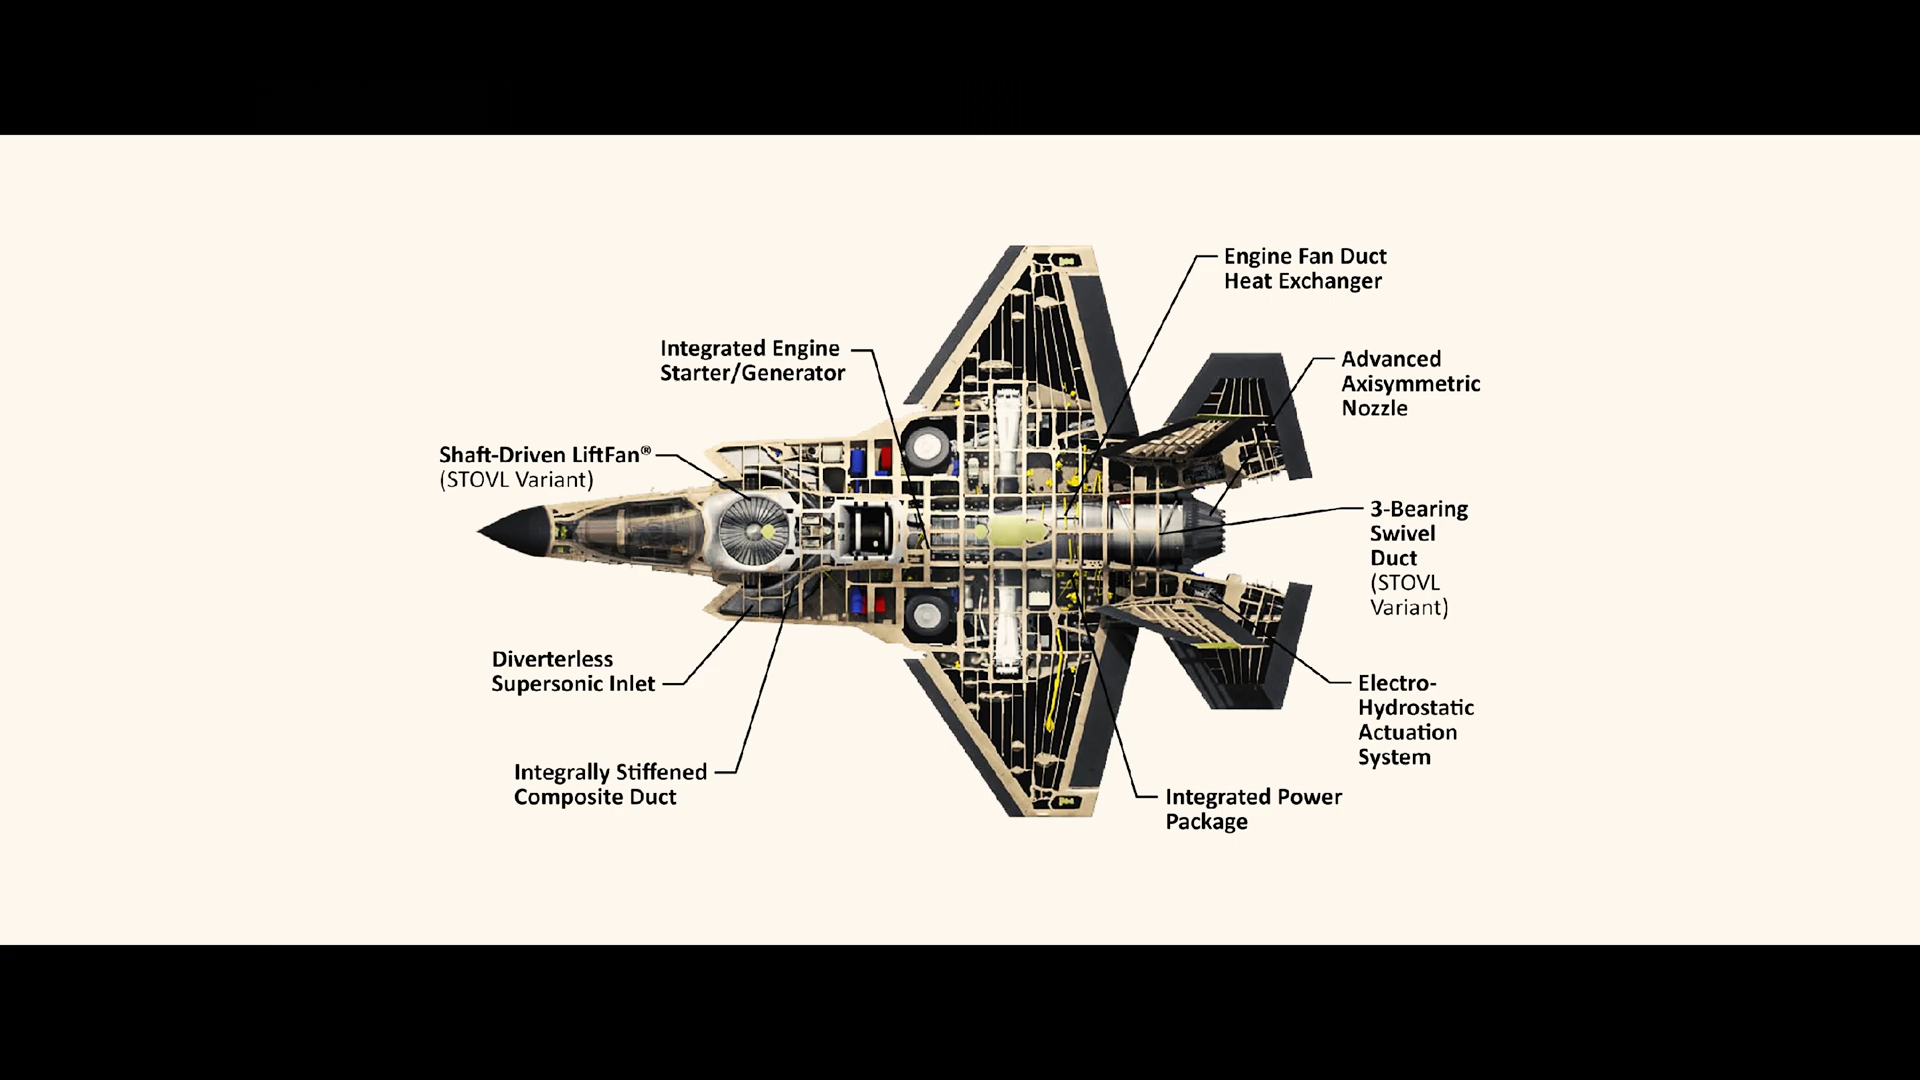 Engine Fan Duct
Heat Exchanger
Integrated Engine
Starter/Generator
Advanced
Axisymmetric
Nozzle
Shaft-Driven LiftFan®
(STOVL Variant)
3-Bearing
Swivel
Duct
(STOVL
Variant)
Diverterless
Supersonic Inlet
Electro-
Hydrostatic
Actuation
System
Integrally Stiffened
Composite Duct
Integrated Power
Package